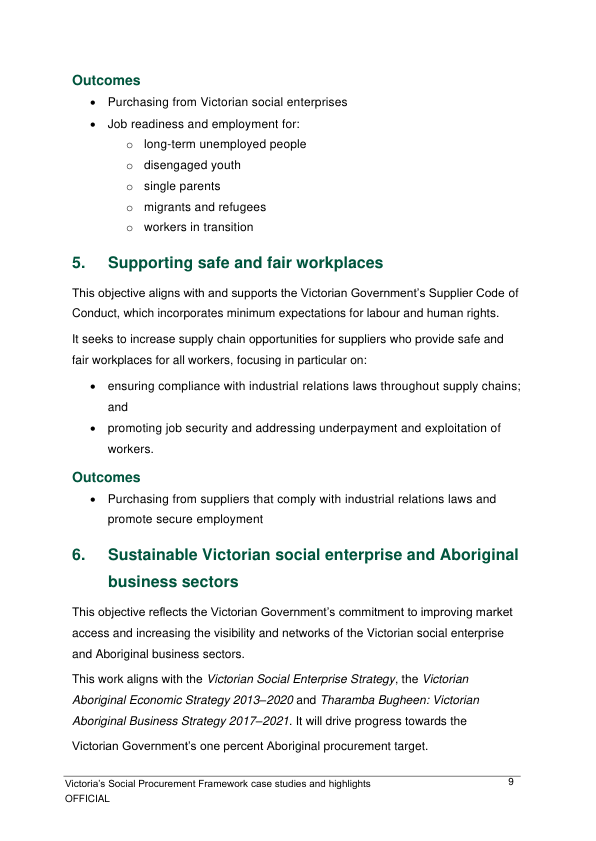 Outcomes
• Purchasing from Victorian social enterprises
• Job readiness and employment for:
o long-term unemployed people
o disengaged youth
o single parents
o migrants and refugees
o workers in transition
5. Supporting safe and fair workplaces
This objective aligns with and supports the Victorian Government’s Supplier Code of
Conduct, which incorporates minimum expectations for labour and human rights.
It seeks to increase supply chain opportunities for suppliers who provide safe and
fair workplaces for all workers, focusing in particular on:
• ensuring compliance with industrial relations laws throughout supply chains;
and
• promoting job security and addressing underpayment and exploitation of
workers.
Outcomes
• Purchasing from suppliers that comply with industrial relations laws and
promote secure employment
6. Sustainable Victorian social enterprise and Aboriginal
business sectors
This objective reflects the Victorian Government’s commitment to improving market
access and increasing the visibility and networks of the Victorian social enterprise
and Aboriginal business sectors.
This work aligns with the Victorian Social Enterprise Strategy, the Victorian
Aboriginal Economic Strategy 2013–2020 and Tharamba Bugheen: Victorian
Aboriginal Business Strategy 2017–2021. It will drive progress towards the
Victorian Government’s one percent Aboriginal procurement target.
Victoria’s Social Procurement Framework case studies and highlights 9
OFFICIAL